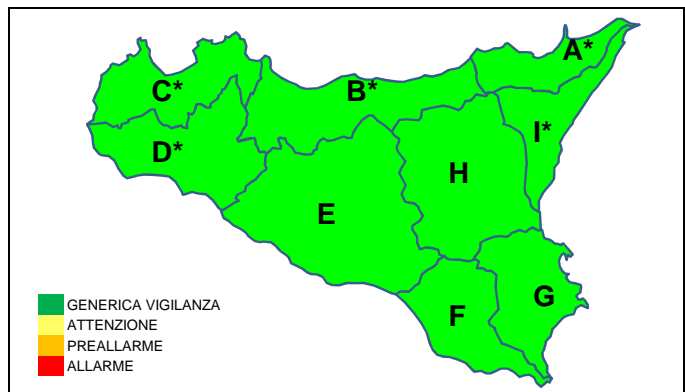 A*
C*
B*
I*
D*
H
E
G
F
GENERICA VIGILANZA
ATTENZIONE
PREALLARME
ALLARME